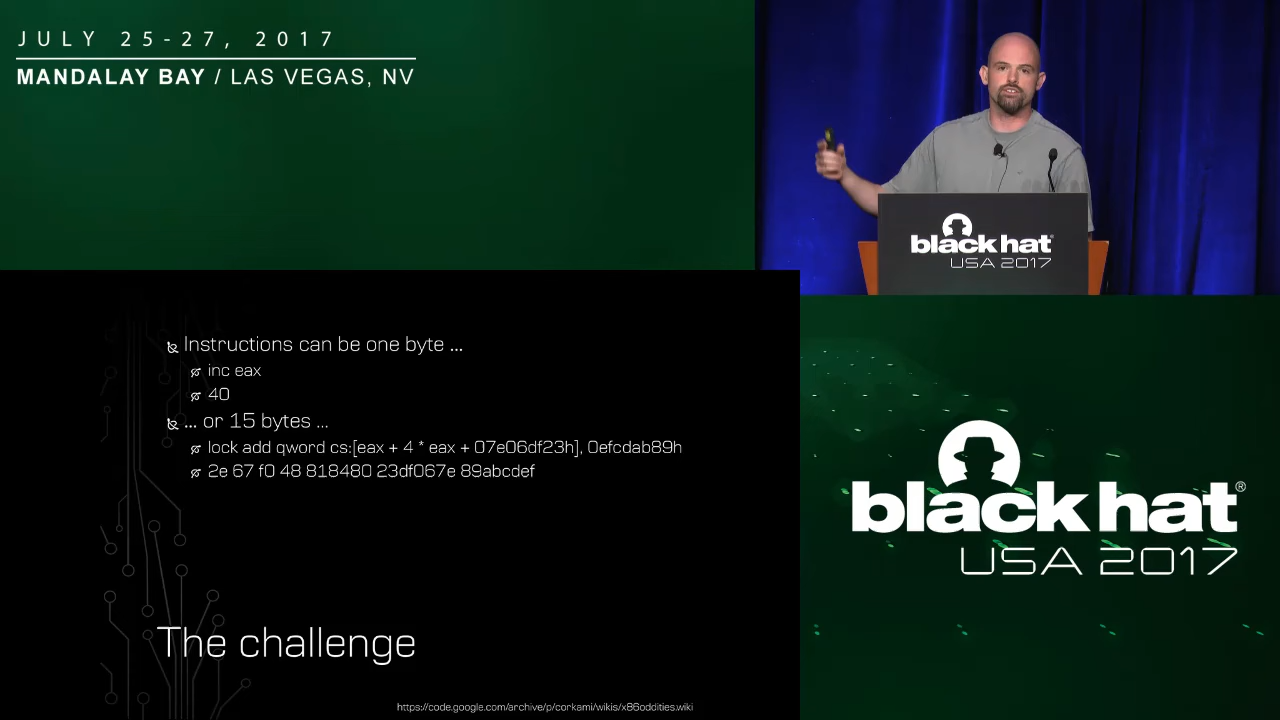 JULY 25-27, 2017
MANDALAY BAY / LAS VEGAS, NV
black hat
USA 2017
Instructions can be one byte ...
inc eax
40
... or 15 bytes ...
lock add qword cs:[eax + 4 * eax + 07e06df23h], 0efcdab89h
2e 67 f0 48 818480 23df067e 89abcdef
The challenge
https://code.google.com/archive/p/corkami/wikis/x86oddities.wiki
black hat®
USA 2017